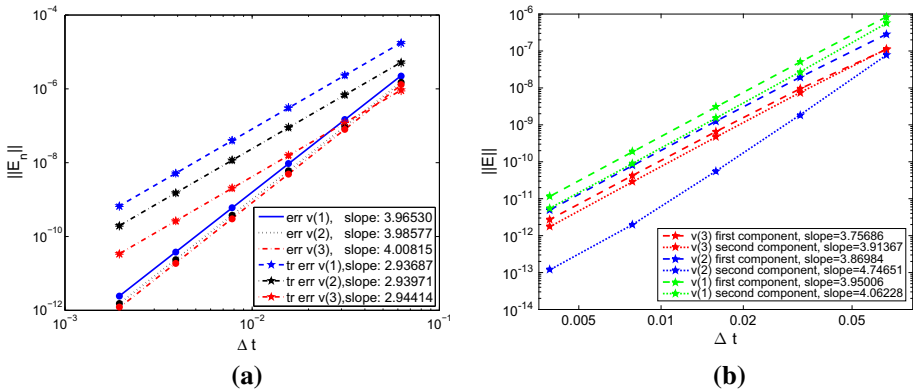 10^-4
10^-6
10^-8
10^-10
10^-12
||E_n||
10^-3
10^-2
10^-1
Δ t
err v(1), slope: 3.96530
err v(2), slope: 3.98577
err v(3), slope: 4.00815
tr err v(1),slope: 2.93687
tr err v(2),slope: 2.93971
tr err v(3),slope: 2.94414
(a)
10^-6
10^-7
10^-8
10^-9
10^-10
10^-11
10^-12
10^-13
10^-14
||E||
0.005
0.01
0.02
0.05
Δ t
v(3) first component, slope=3.75686
v(3) second component, slope=3.91367
v(2) first component, slope=3.86984
v(2) second component, slope=4.74651
v(1) first component, slope=3.95006
v(1) second component, slope=4.06228
(b)